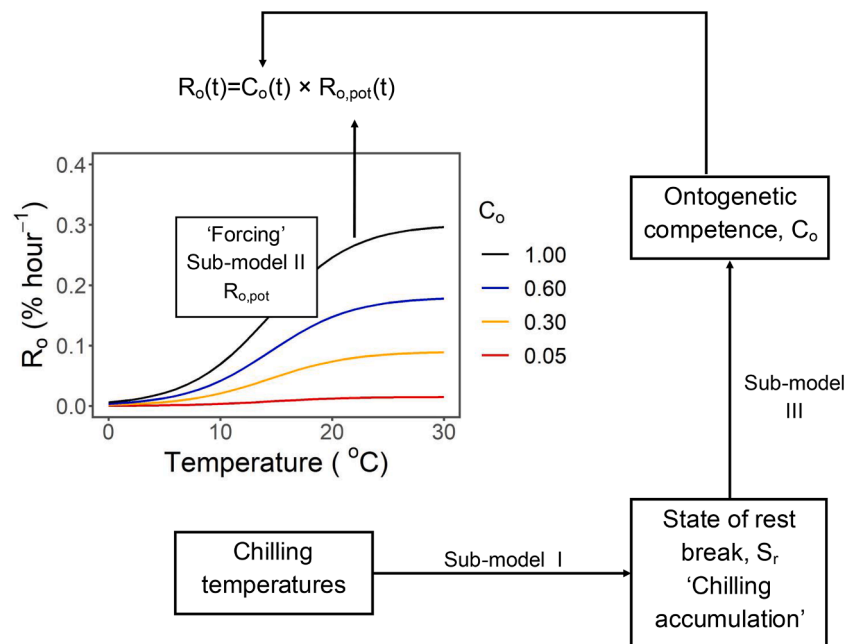 Rₒ(t)=Cₒ(t) × Rₒ,ₚₒₜ(t)
0.4
0.3
0.2
0.1
0.0
Rₒ (% hour⁻¹)
0
10
20
30
Temperature ( ᵒC)
‘Forcing’
Sub-model II
Rₒ,ₚₒₜ
Cₒ
1.00
0.60
0.30
0.05
Ontogenetic
competence, Cₒ
Sub-model
III
Chilling
temperatures
Sub-model I
State of rest
break, Sᵣ
‘Chilling
accumulation’